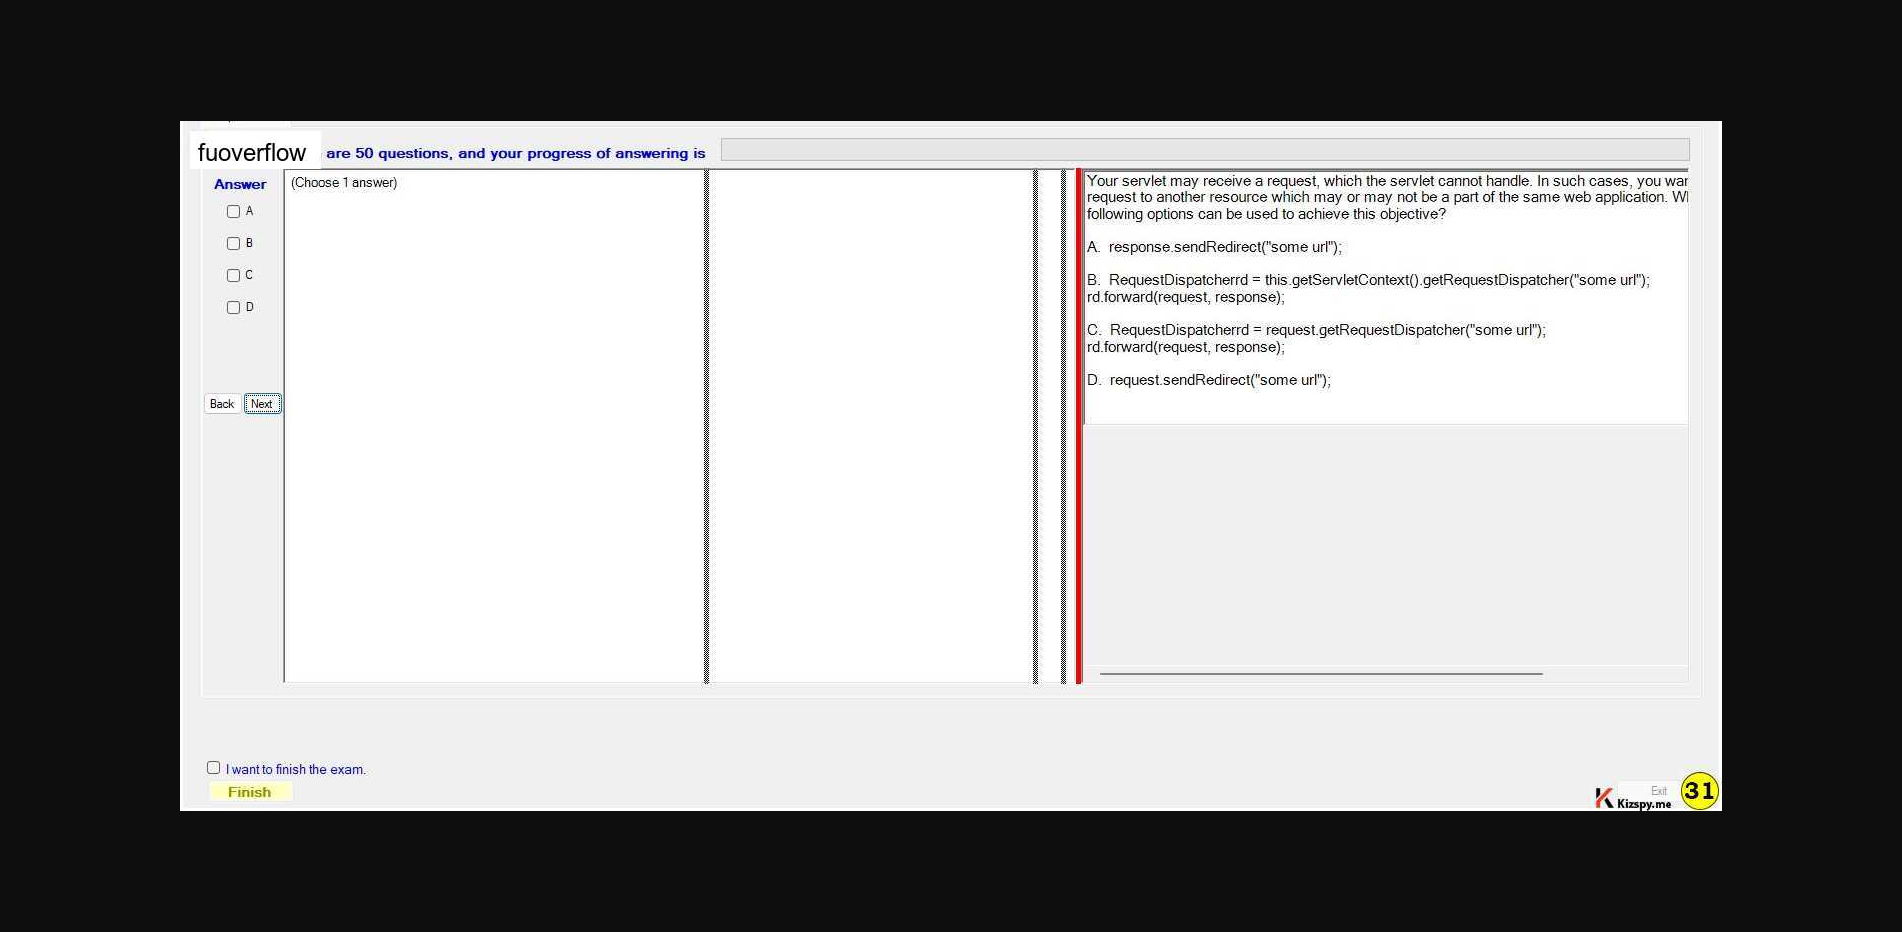 fuoverflow are 50 questions, and your progress of answering is
Answer
A
B
C
D
Back Next
(Choose 1 answer)
Your servlet may receive a request, which the servlet cannot handle. In such cases, you
request to another resource which may or may not be a part of the same web application.
following options can be used to achieve this objective?
A. response.sendRedirect("some url");
B. RequestDispatcherrd = this.getServletContext().getRequestDispatcher("some url");
rd.forward(request, response);
C. RequestDispatcherrd = request.getRequestDispatcher("some url");
rd.forward(request, response);
D. request.sendRedirect("some url");
I want to finish the exam.
Finish
Exit
Kizspy.me
31